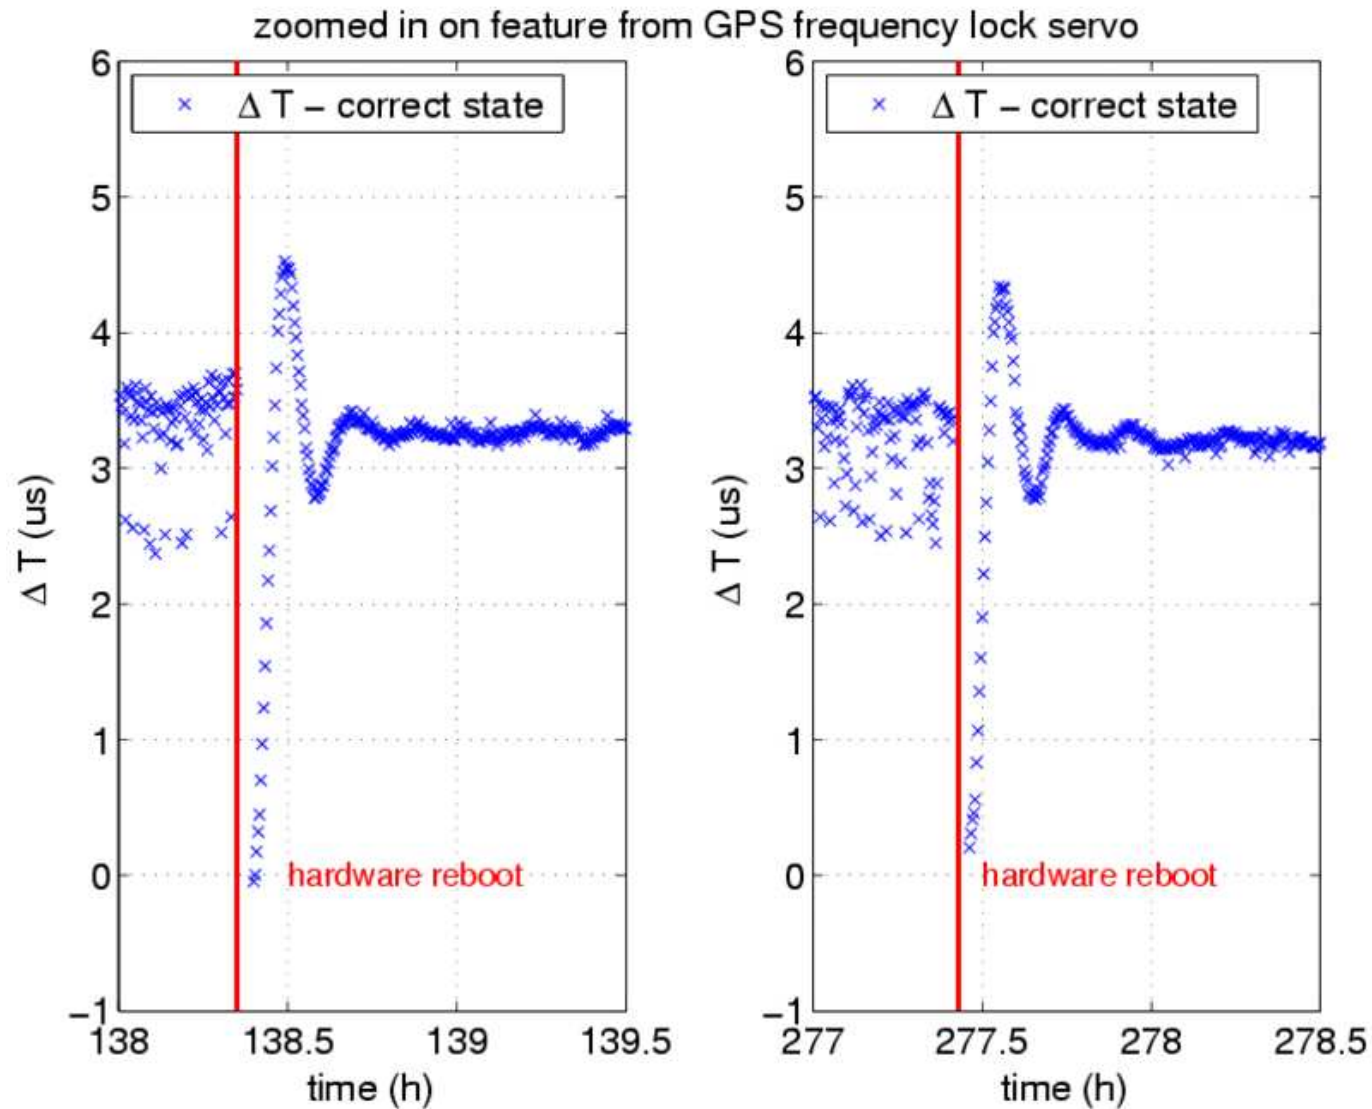 zoomed in on feature from GPS frequency lock servo
Δ T − correct state
6
5
4
3
2
1
0
−1
Δ T (us)
hardware reboot
138
138.5
139
139.5
time (h)
Δ T − correct state
6
5
4
3
2
1
0
−1
Δ T (us)
hardware reboot
277
277.5
278
278.5
time (h)